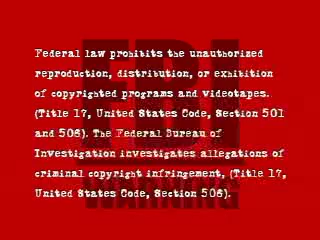 Federal law prohibits the unauthorized
reproduction, distribution, or exhibition
of copyrighted programs and videotapes.
(Title 17, United States Code, Section 501
and 506). The Federal Bureau of
Investigation investigates allegations of
criminal copyright infringement, (Title 17,
United States Code, Section 506).
FBI
WARNING